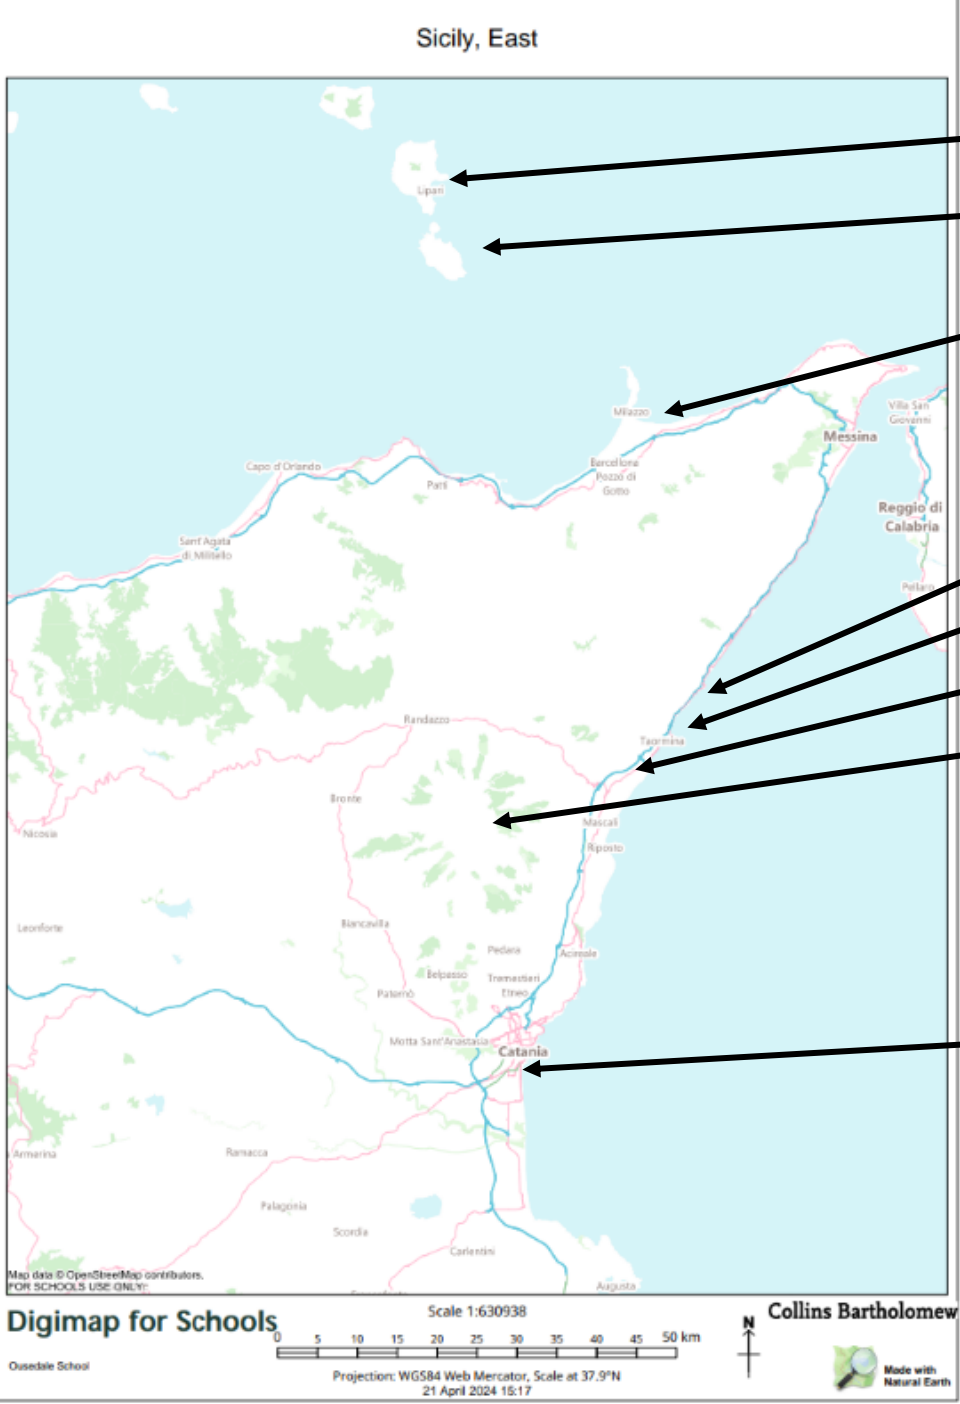 Sicily, East
Lipari
Milazzo
Villa San
Giovanni
Messina
Capo d'Orlando
Barcellona
Pozzo di
Gotto
Patti
Reggio di
Calabria
Sant'Agata
di Militello
Pellaro
Randazzo
Taormina
Bronte
Mascali
Nicosia
Riposto
Biancavilla
Leonforte
Pedara
Acireale
Belpasso
Tremestieri
Etneo
Paternò
Motta Sant'Anastasia
Catania
Armerina
Ramacca
Palagonia
Scordia
Carlentini
Augusta
Map data © OpenStreetMap contributors.
FOR SCHOOLS USE ONLY:
Digimap for Schools
Scale 1:630938
Collins Bartholomew
N
0 5 10 15 20 25 30 35 40 45 50 km
Ousedale School
Projection: WGS84 Web Mercator, Scale at 37.9°N
21 April 2024 15:17
Made with
Natural Earth